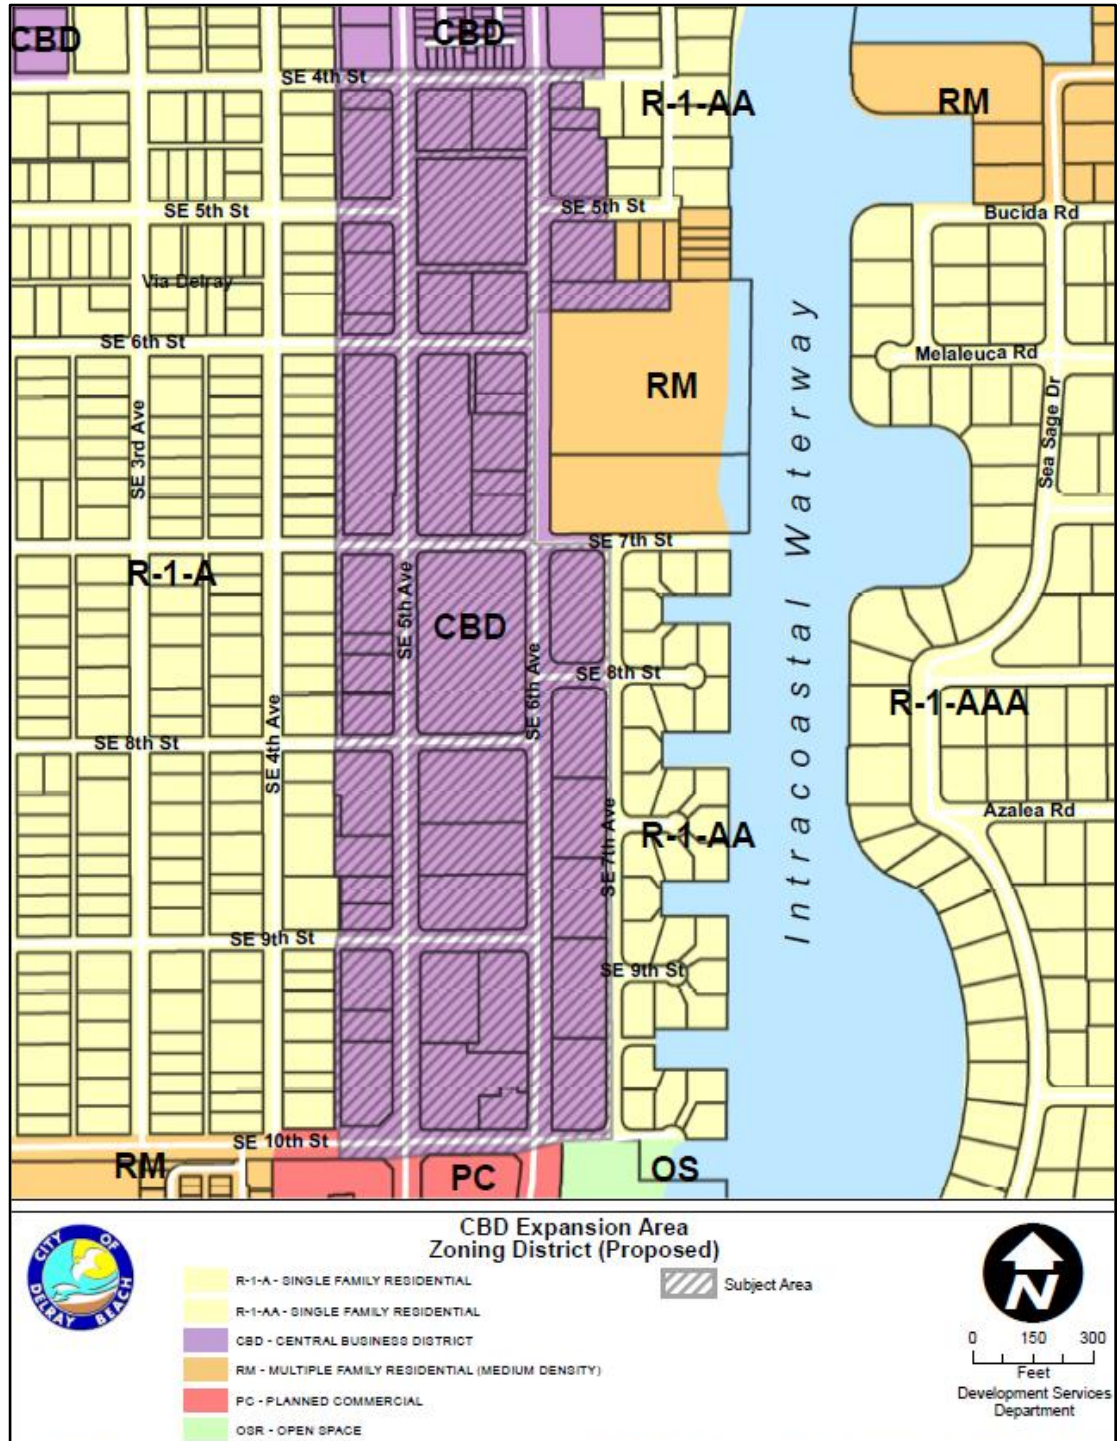 CBD
CBD
SE 4th St
R-1-AA
RM
SE 5th St
SE 5th St
Bucida Rd
Via Delray
SE 6th St
Melaleuca Rd
RM
Sea Sage Dr
SE 3rd Ave
Intracoastal Waterway
SE 7th St
R-1-A
SE 5th Ave
CBD
SE 6th Ave
SE 8th St
R-1-AAA
SE 8th St
SE 4th Ave
Azalea Rd
R-1-AA
SE 7th Ave
SE 9th St
SE 9th St
SE 10th St
RM
PC
OS
CITY OF
DELRAY BEACH
CBD Expansion Area
Zoning District (Proposed)
R-1-A - SINGLE FAMILY RESIDENTIAL
R-1-AA - SINGLE FAMILY RESIDENTIAL
CBD - CENTRAL BUSINESS DISTRICT
RM - MULTIPLE FAMILY RESIDENTIAL (MEDIUM DENSITY)
PC - PLANNED COMMERCIAL
OSR - OPEN SPACE
Subject Area
N
0 150 300
Feet
Development Services
Department